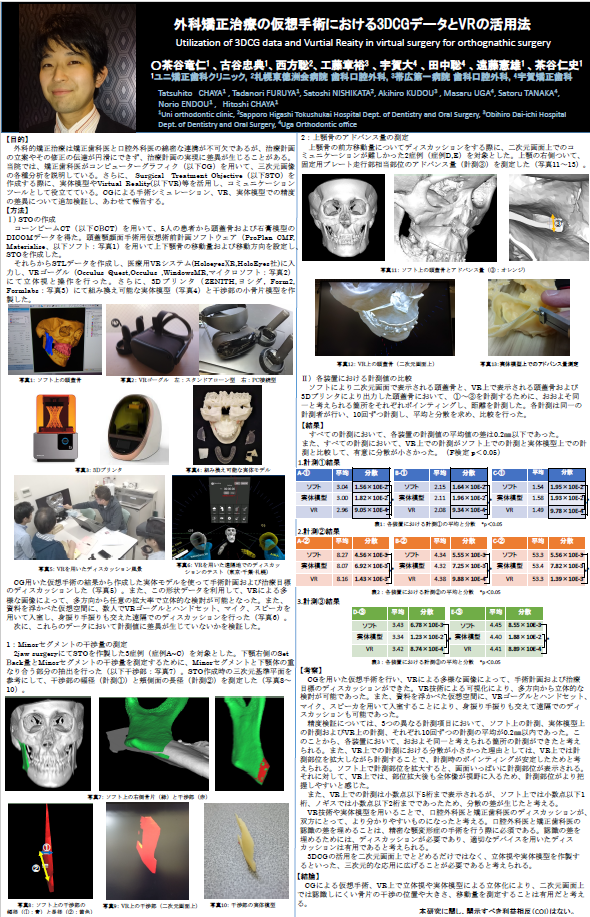 外科矯正治療の仮想手術における3DCGデータとVRの活用法
Utilization of 3DCG data and Vurtial Reaity in virtual surgery for orthognathic surgery
〇茶谷竜仁¹，古谷忠典¹，西方聡²，工藤章裕³，宇賀大⁴，田中聡⁴，遠藤憲雄¹，茶谷仁史¹
¹ユニ矯正歯科クリニック，²札幌東徳洲会病院 歯科口腔外科，³帯広第一病院 歯科口腔外科，⁴宇賀矯正歯科
Tatsuhito CHAYA¹ , Tadanori FURUYA¹, Satoshi NISHIKATA², Akihiro KUDOU³ , Masaru UGA⁴, Satoru TANAKA⁴,
Norio ENDOU¹ , Hitoshi CHAYA¹
¹Uni orthodontic clinic, ²Sapporo Higashi Tokushukai Hospital Dept. of Dentistry and Oral Surgery, ³Obihiro Dai-ichi Hospital
Dept. of Dentistry and Oral Surgery, ⁴Uga Orthodontic office
【目的】
外科的矯正治療は矯正歯科医と口腔外科医の綿密な連携が不可欠であるが、治療計画
の立案やその修正の伝達が円滑にできず、治療計画の実現に差異が生じることがある。
当院では、矯正歯科医がコンピューターグラフィック（以下CG）を用いて、三次元画像
の各種分析を説明している。さらに、Surgical Treatment Objective（以下STO）を
作成する際に、実体模型やVirtual Reality(以下VR)等を活用し、コミュニケーション
ツールとして役立てている。CGによる手術シミュレーション、VR、実体模型での精度
の差異について追加検証し、あわせて報告する。
【方法】
Ⅰ)STOの作成
コーンビームCT（以下CBCT）を用いて、5人の患者から頭蓋骨および石膏模型の
DICOMデータを得た。頭蓋顎顔面手術用仮想術前計画ソフトウェア（ProPlan CMF,
Materialise、以下ソフト：写真1）を用いて上下顎骨の移動量および移動方向を設定し、
STOを作成した。
それらからSTLデータを作成し、医療用VRシステム(HoloeyesXR,HoloEyes社)に入
力し、VRゴーグル（Occulus Quest,Occulus ,WindowsMR,マイクロソフト：写真2）
にて立体視と操作を行った。さらに、3Dプリンタ（ZENITH,ヨシダ、Form2,
Formlabs：写真3）にて組み換え可能な実体模型（写真4）と干渉部の小骨片模型を作
製した。
写真1：ソフト上の頭蓋骨
写真2：VRゴーグル 左：スタンドアローン型 右：PC接続型
写真3：3Dプリンタ
写真4：組み換え可能な実体モデル
写真5：VRを用いたディスカッション風景
写真6：VRを用いた遠隔地でのディスカッ
ションのテスト（東京-千葉-札幌）
CG用いた仮想手術の結果から作成した実体モデルを使って手術計画および治療目標
のディスカッションした（写真5）。また、この形状データを利用して、VRによる多
様な画像によって、多方向から任意の拡大率で立体的な検討が可能となった。また、
資料を浮かべた仮想空間に、数人でVRゴーグルとハンドセット、マイク、スピーカを
用いて入室し、身振り手振りも交えた遠隔でのディスカッションを行った（写真6）。
次に、これらのデータにおいて計測値に差異が生じていないかを検証した。
1：Minorセグメントの干渉量の測定
2jaw surgeryにてSTOを作製した3症例（症例A~C）を対象とした。下顎右側のSet
Back量とMinorセグメントの干渉量を測定するために、Minorセグメントと下顎体の重
なり合う部分の抽出を行った（以下干渉部：写真7）。STO作成時の三次元基準平面を
参考にして、干渉部の幅径（計測①）と頬側面の長径（計測②）を測定した（写真8～
10）。
写真7：ソフト上の右側骨片（緑）と干渉部（赤）
写真8：ソフト上の干渉部の
幅径（①：青）と長径（②：黄色）
写真9：VR上の干渉部（二次元画面上）
写真10：干渉部の実体模型
2：上顎骨のアドバンス量の測定
上顎骨の前方移動量についてディスカッションをする際に、二次元画面上でのコ
ミュニケーションが難しかった2症例（症例D,E）を対象とした。上顎の右側ついて、
固定用プレート走行部相当部位のアドバンス量（計測③）を測定した（写真11～13）。
写真11：ソフト上の頭蓋骨とアドバンス量（③：オレンジ）
写真12：VR上の頭蓋骨（二次元画面上）
写真13：実体模型上でのアドバンス量測定
Ⅱ）各装置における計測値の比較
ソフトにより二次元画面で表示される頭蓋骨と、VR上で表示される頭蓋骨および
3Dプリンタにより出力した頭蓋骨において、①～③を計測するために、おおよそ同
一と考えられる箇所をそれぞれポインティングし、距離を計測した。各計測は同一の
計測者が行い、10回ずつ計測し、平均と分散を求め、比較を行った。
【結果】
すべての計測において、各装置の計測値の平均値の差は0.2㎜以下であった。
また、すべての計測において、VR上での計測がソフト上での計測と実体模型上での計
測と比較して、有意に分散が小さかった。（F検定 p＜0.05）
1.計測①結果
A-① 平均 分散 B-① 平均 分散 C-① 平均 分散
ソフト 3.04 1.56×10E-2 ソフト 2.15 1.64×10E-2 ソフト 1.54 1.95×10E-2
実体模型 3.00 1.82×10E-2 実体模型 2.11 1.96×10E-2 実体模型 1.58 1.93×10E-2
VR 2.96 9.05×10E-4 VR 2.08 9.34×10E-4 VR 1.49 9.78×10E-4
表1：各装置における計測①の平均と分散 *p<0.05
2.計測②結果
A-② 平均 分散 B-② 平均 分散 C-② 平均 分散
ソフト 8.27 4.56×10E-3 ソフト 4.34 5.55×10E-3 ソフト 53.3 5.56×10E-3
実体模型 8.07 6.92×10E-3 実体模型 4.32 7.25×10E-3 実体模型 53.4 7.82×10E-3
VR 8.16 1.43×10E-3 VR 4.38 9.88×10E-4 VR 53.3 1.39×10E-3
表2：各装置における計測②の平均と分散 *p<0.05
3.計測③結果
D-③ 平均 分散 E-③ 平均 分散
ソフト 3.43 6.78×10E-3 ソフト 4.45 8.55×10E-3
実体模型 3.34 1.23×10E-2 実体模型 4.40 1.88×10E-2
VR 3.42 8.74×10E-4 VR 4.41 8.89×10E-4
表3：各装置における計測③の平均と分散 *p<0.05
【考察】
CGを用いた仮想手術を行い、VRによる多様な画像によって、手術計画および治療
目標のディスカッションができた。VR技術による可視化により、多方向から立体的な
検討が可能であった。また、資料を浮かべた仮想空間に、VRゴーグルとハンドセット、
マイク、スピーカを用いて入室することにより、身振り手振りも交えて遠隔でのディス
カッションも可能であった。
精度検証については、3つの異なる計測項目において、ソフト上の計測、実体模型上
の計測およびVR上の計測、それぞれ10回ずつの計測の平均が0.2㎜以内であった。こ
のことから、各装置において、おおよそ同一と考えられる箇所の計測ができたと考え
られる。また、VR上での計測における分散が小さかった理由としては、VR上では計
測部位を拡大しながら計測することで、計測時のポインティングが安定したためと考
えられる。ソフト上で計測部位を拡大すると、画面いっぱいに計測部位が表示される。
それに対して、VR上では、部位拡大後も全体像が視野に入るため、計測部位がより把
握しやすいと感じた。
また、VR上での計測は小数点以下5桁まで表示されるが、ソフト上では小数点以下1
桁、ノギスでは小数点以下2桁までであったため、分散の差が生じたと考える。
VR技術や実体模型を用いることで、口腔外科医と矯正歯科医のディスカッションが、
双方にとって、より分かりやすいものになったと考える。口腔外科医と矯正歯科医の
認識の差を埋めることは、精密な顎変形症の手術を行う際に必須である。認識の差を
埋めるためには、ディスカッションが必要であり、適切なデバイスを用いたディス
カッションは有用であると考えられる。
3DCGの活用を二次元画面上でとどめるだけではなく、立体視や実体模型を作製する
といった、三次元的な応用に広げることが必要であると考えられる。
【結論】
CGによる仮想手術、VR上で立体視や実体模型による立体化により、二次元画面上
では認識しにくい骨片の干渉の位置や大きさ、移動量を測定することは有用だと考え
る。
本研究に関し、開示すべき利益相反(COI)はない。